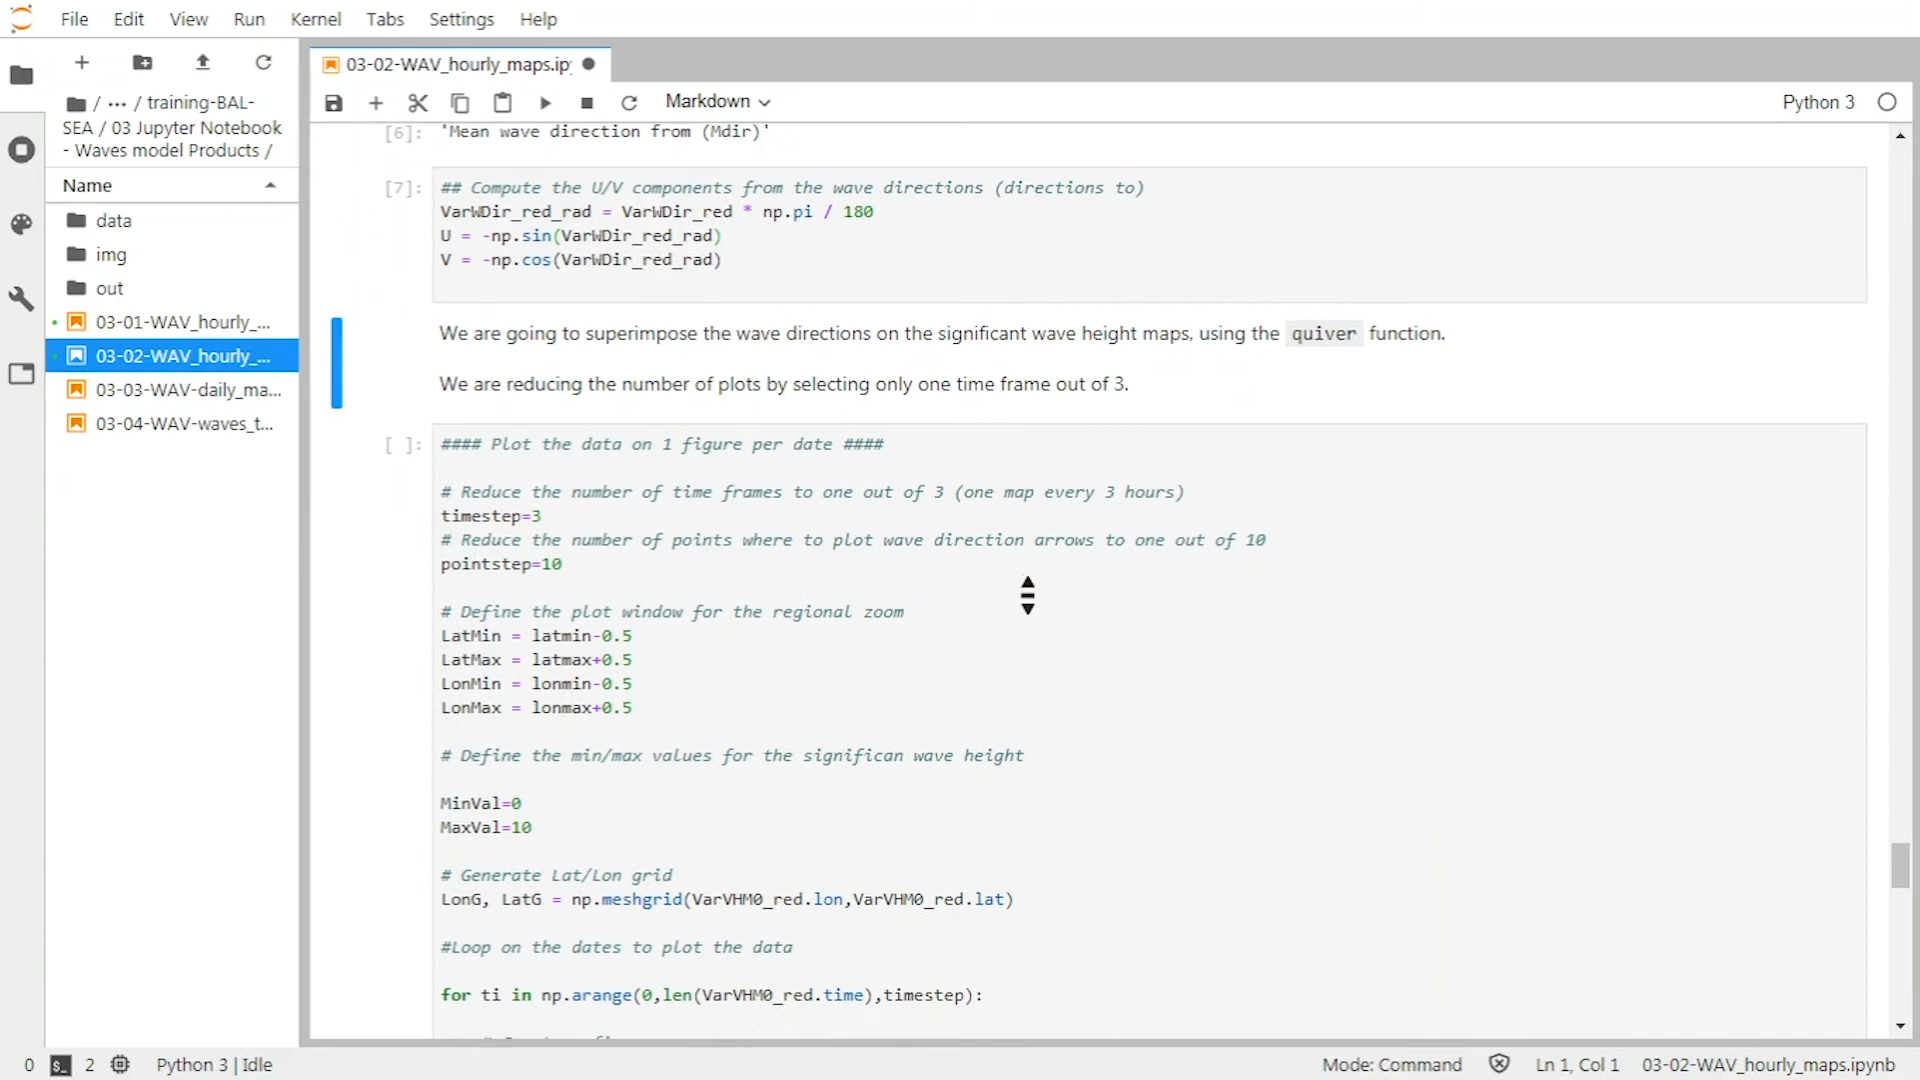 File Edit View Run Kernel Tabs Settings Help
/ ··· / training-BAL-
SEA / 03 Jupyter Notebook
- Waves model Products /
Name
data
img
out
03-01-WAV_hourly_...
03-02-WAV_hourly_...
03-03-WAV-daily_ma...
03-04-WAV-waves_t...
03-02-WAV_hourly_maps.ip
Markdown
Python 3
[6]: 'Mean wave direction from (Mdir)'
[7]: ## Compute the U/V components from the wave directions (directions to)
VarWDir_red_rad = VarWDir_red * np.pi / 180
U = -np.sin(VarWDir_red_rad)
V = -np.cos(VarWDir_red_rad)
We are going to superimpose the wave directions on the significant wave height maps, using the quiver function.
We are reducing the number of plots by selecting only one time frame out of 3.
[ ]: #### Plot the data on 1 figure per date ####
# Reduce the number of time frames to one out of 3 (one map every 3 hours)
timestep=3
# Reduce the number of points where to plot wave direction arrows to one out of 10
pointstep=10
# Define the plot window for the regional zoom
LatMin = latmin-0.5
LatMax = latmax+0.5
LonMin = lonmin-0.5
LonMax = lonmax+0.5
# Define the min/max values for the significan wave height
MinVal=0
MaxVal=10
# Generate Lat/Lon grid
LonG, LatG = np.meshgrid(VarVHM0_red.lon,VarVHM0_red.lat)
#Loop on the dates to plot the data
for ti in np.arange(0,len(VarVHM0_red.time),timestep):
0 $_ 2 Python 3 | Idle
Mode: Command Ln 1, Col 1 03-02-WAV_hourly_maps.ipynb